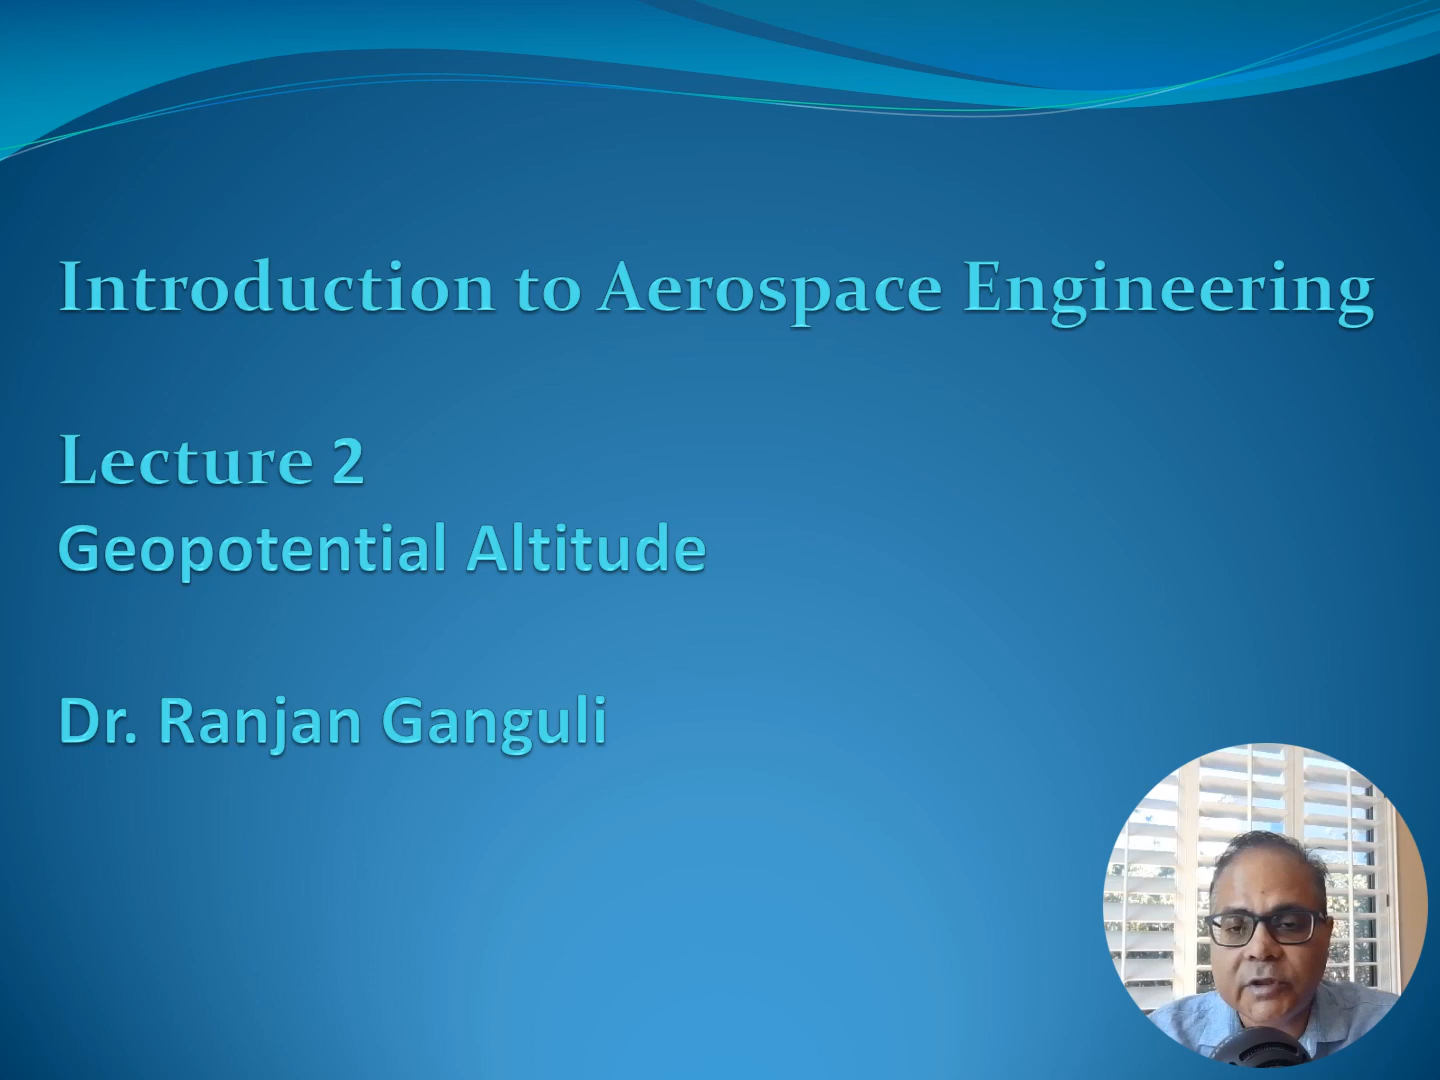 Introduction to Aerospace Engineering
Lecture 2
Geopotential Altitude
Dr. Ranjan Ganguli